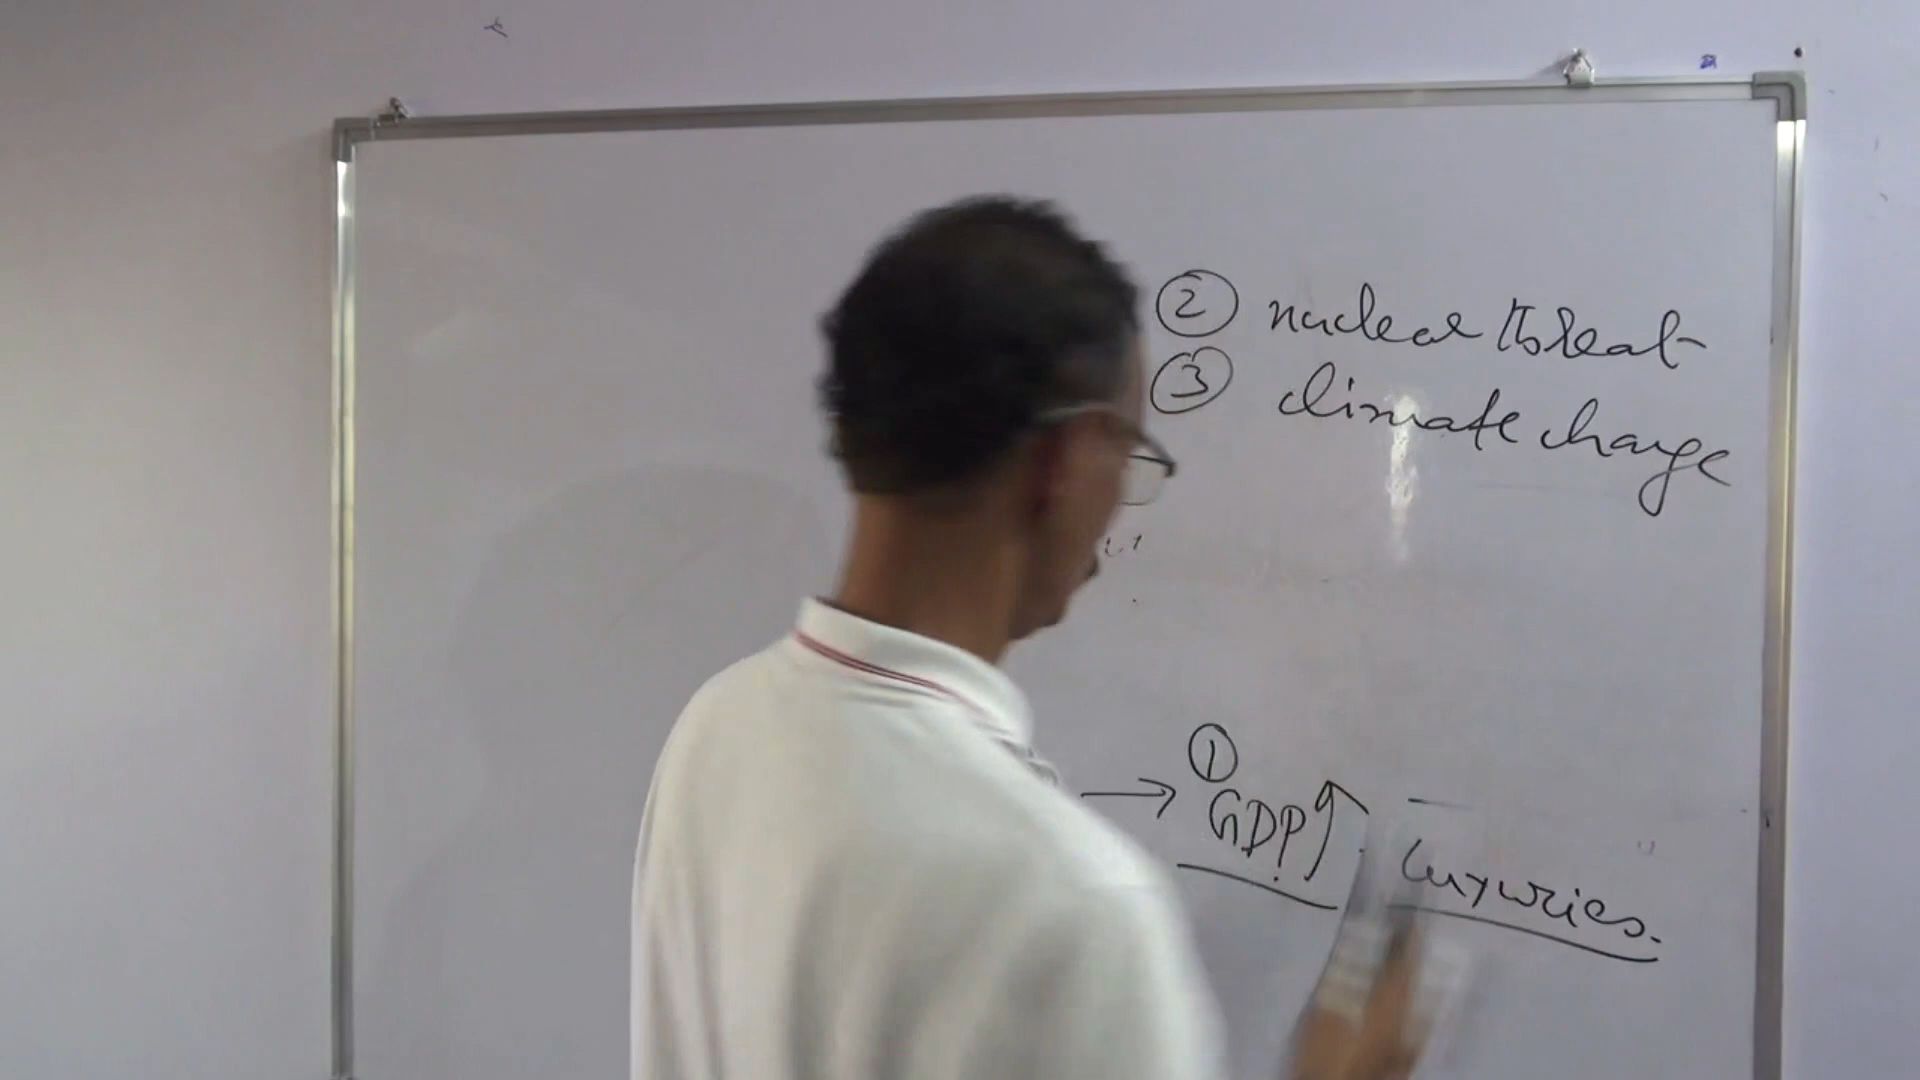 ② nuclear threat
③ climate change
①
→ GDP↑ luxuries.